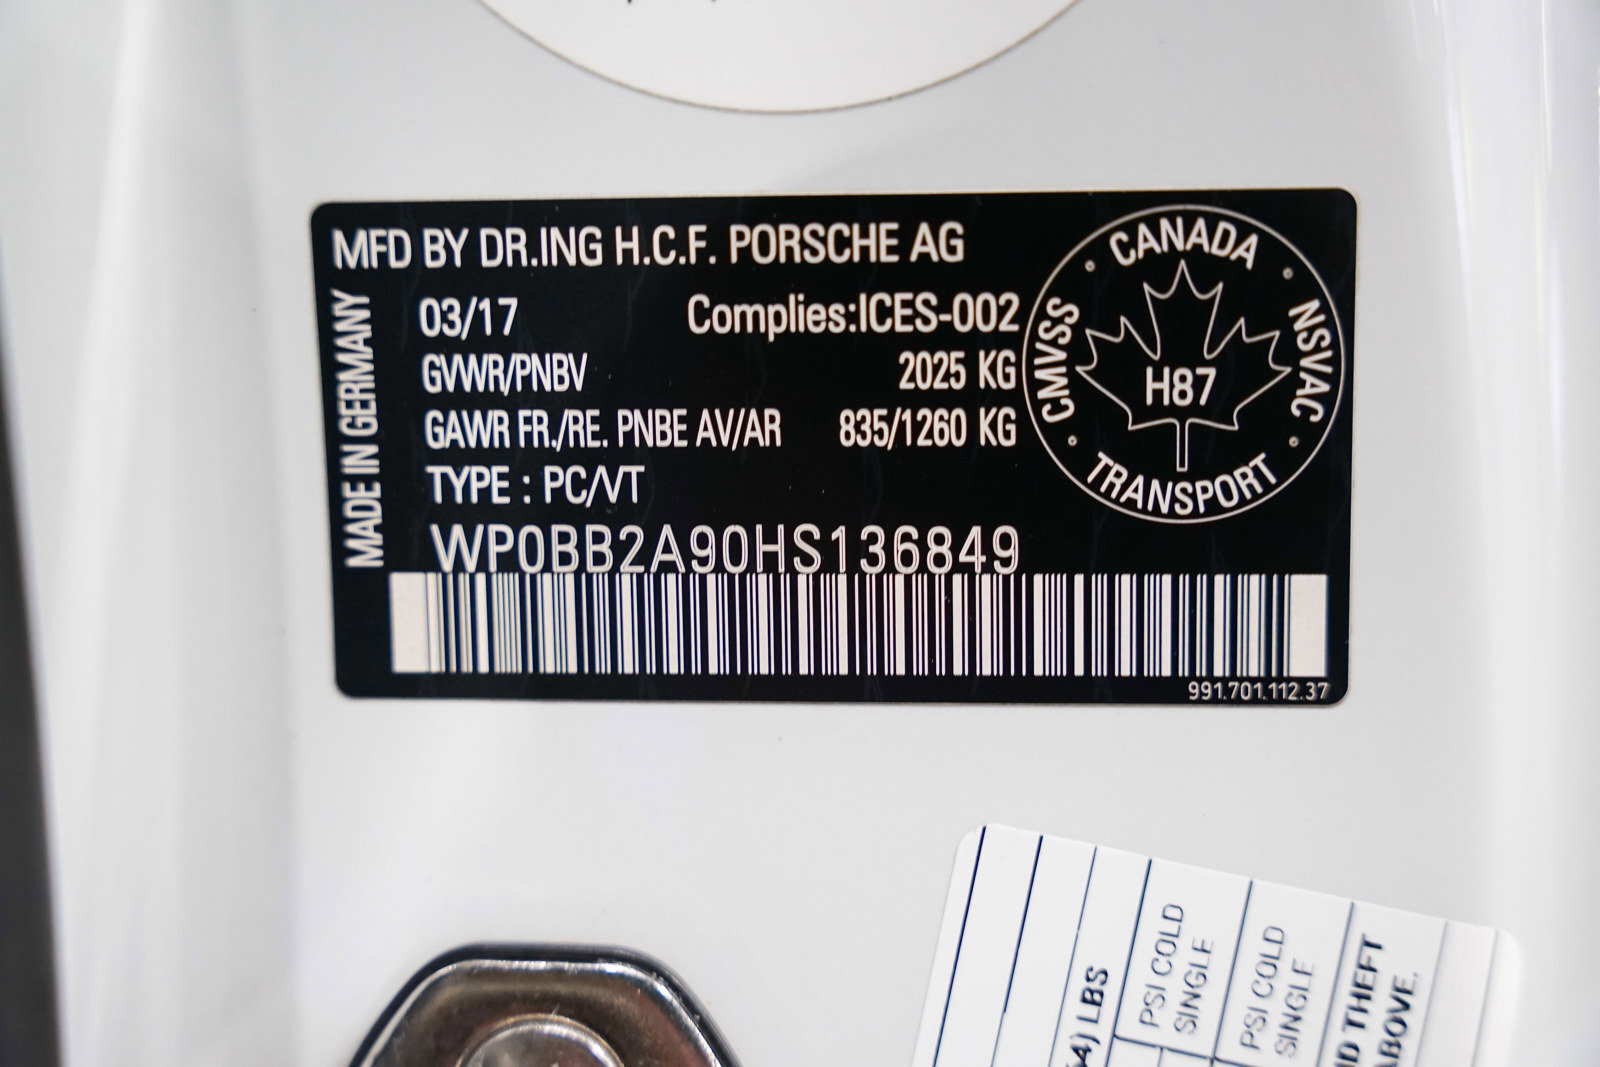 MFD BY DR.ING H.C.F. PORSCHE AG
MADE IN GERMANY
03/17 Complies:ICES-002
GVWR/PNBV 2025 KG
GAWR FR./RE. PNBE AV/AR 835/1260 KG
TYPE : PC/VT
WP0BB2A90HS136849
991.701.112.37
CANADA
CMVSS
NSVAC
H87
TRANSPORT
LBS
PSI COLD
SINGLE
PSI COLD
SINGLE
THEFT
ABOVE.